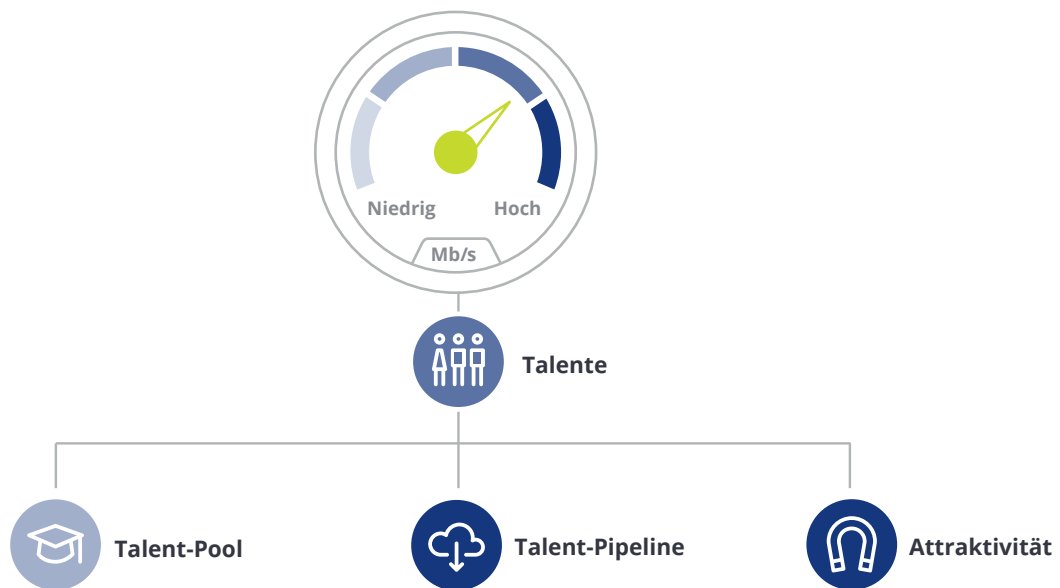 Niedrig
Hoch
Mb/s
Talente
Talent-Pool
Talent-Pipeline
Attraktivität